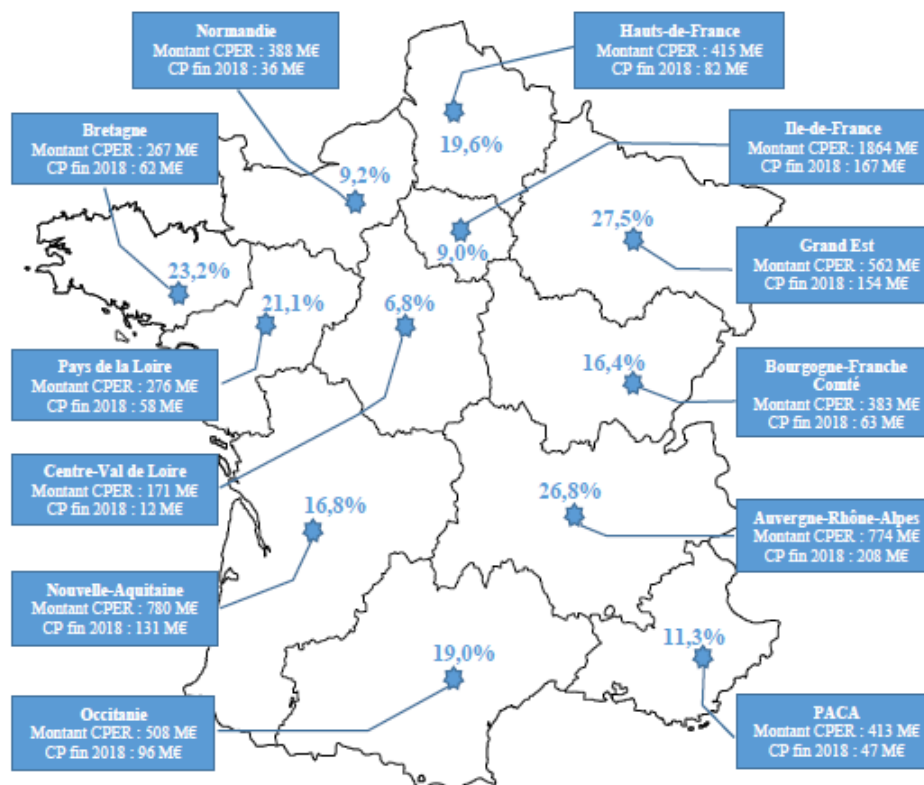 Normandie
Montant CPER : 388 M€
CP fin 2018 : 36 M€
Hauts-de-France
Montant CPER : 415 M€
CP fin 2018 : 82 M€
Bretagne
Montant CPER : 267 M€
CP fin 2018 : 62 M€
Ile-de-France
Montant CPER: 1864 M€
CP fin 2018 : 167 M€
19,6%
9,2%
27,5%
9,0%
Grand Est
Montant CPER : 562 M€
CP fin 2018 : 154 M€
23,2%
21,1%
6,8%
Pays de la Loire
Montant CPER : 276 M€
CP fin 2018 : 58 M€
16,4%
Bourgogne-Franche
Comté
Montant CPER : 383 M€
CP fin 2018 : 63 M€
Centre-Val de Loire
Montant CPER : 171 M€
CP fin 2018 : 12 M€
16,8%
26,8%
Auvergne-Rhône-Alpes
Montant CPER : 774 M€
CP fin 2018 : 208 M€
Nouvelle-Aquitaine
Montant CPER : 780 M€
CP fin 2018 : 131 M€
19,0%
11,3%
Occitanie
Montant CPER : 508 M€
CP fin 2018 : 96 M€
PACA
Montant CPER : 413 M€
CP fin 2018 : 47 M€